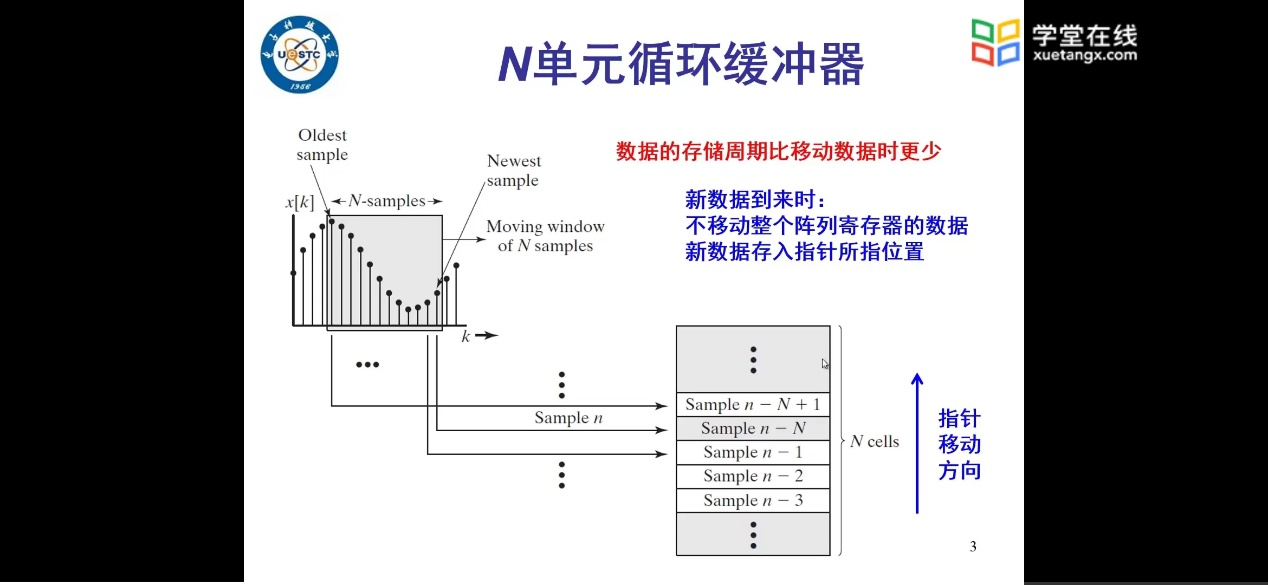 UESTC
1956
学堂在线
xuetangx.com
N单元循环缓冲器
数据的存储周期比移动数据时更少
新数据到来时：
不移动整个阵列寄存器的数据
新数据存入指针所指位置
Oldest
sample
Newest
sample
x[k]
N-samples
Moving window
of N samples
k
Sample n
Sample n − N + 1
Sample n − N
Sample n − 1
Sample n − 2
Sample n − 3
N cells
指针
移动
方向
3